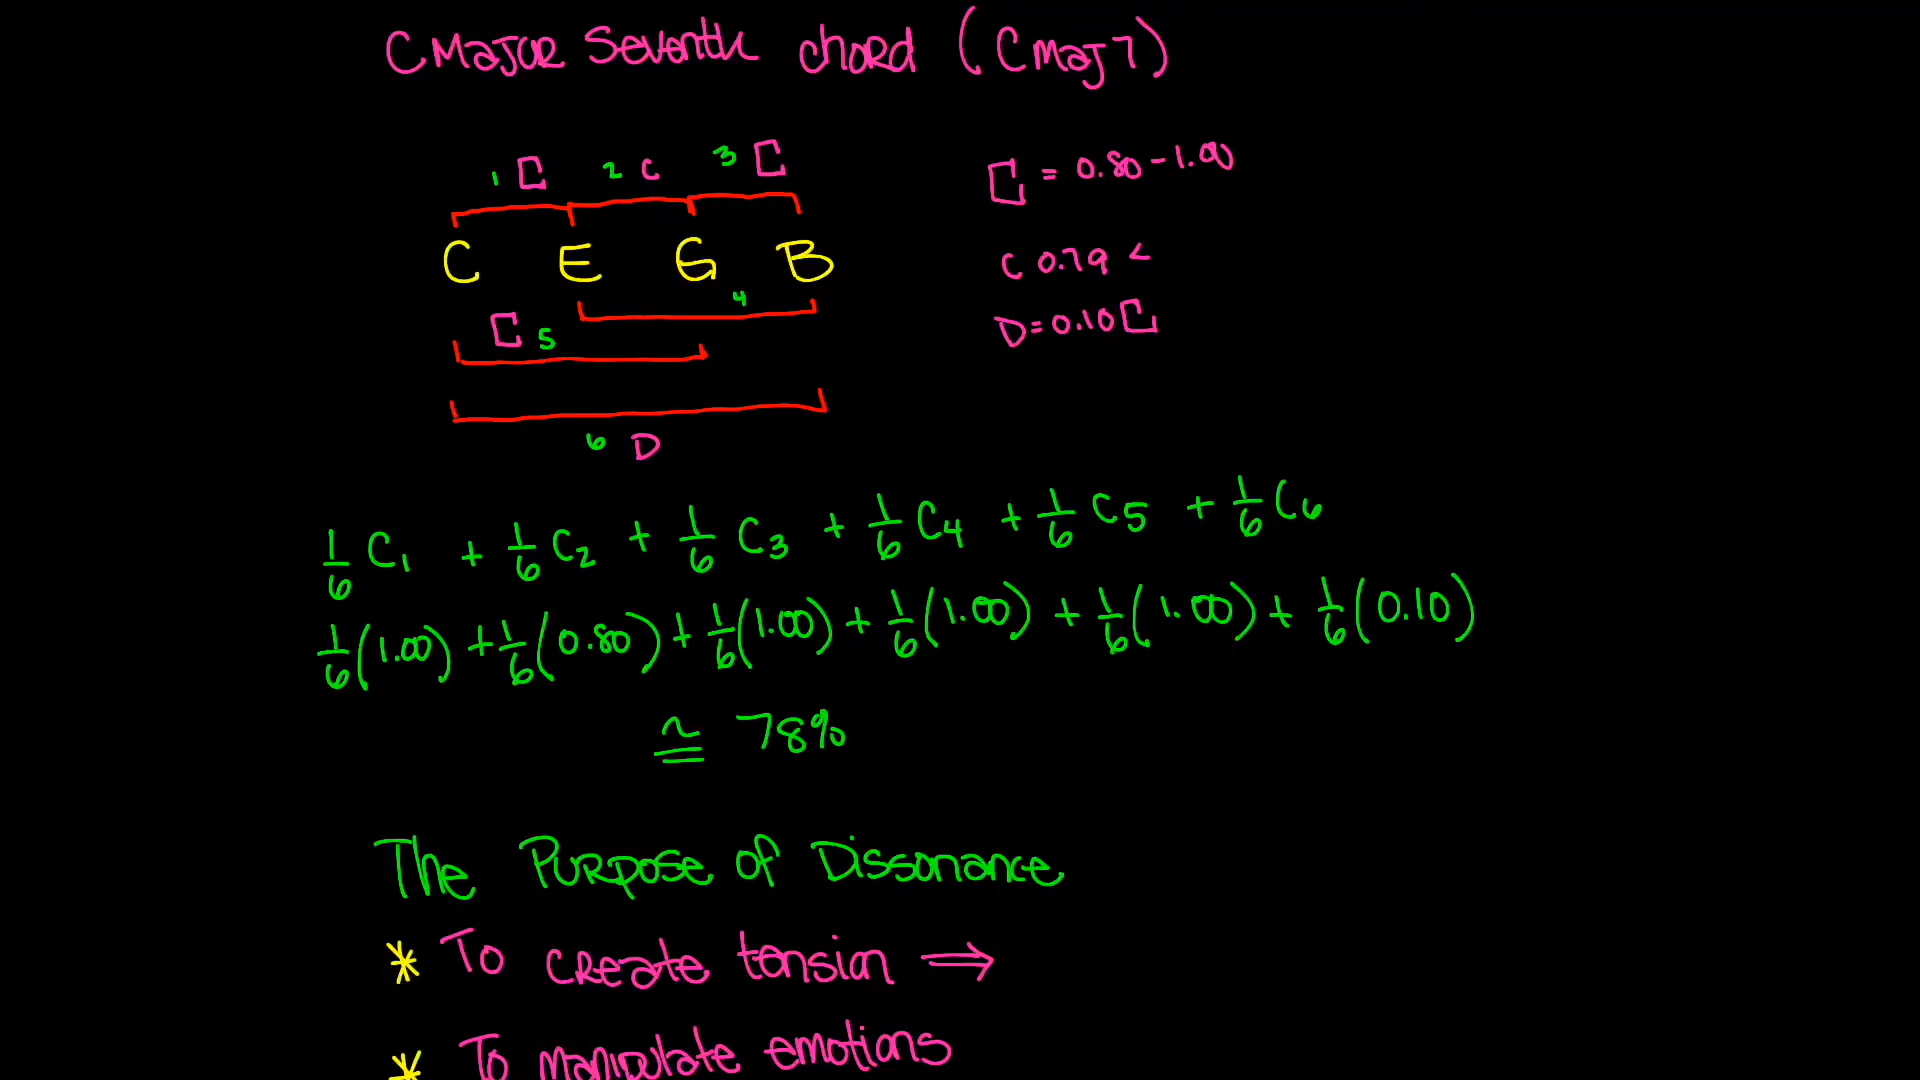 C Major Seventh chord (Cmaj7)
1 [ 2 c 3 [
[ = 0.80 - 1.00
C E G B
c 0.79 <
4
[ 5
D = 0.10 [
6 D
1/6 C₁ + 1/6 C₂ + 1/6 C₃ + 1/6 C₄ + 1/6 C₅ + 1/6 C₆
1/6 (1.00) + 1/6 (0.80) + 1/6 (1.00) + 1/6 (1.00) + 1/6 (1.00) + 1/6 (0.10)
≅ 78%
The Purpose of Dissonance
* To create tension ⇒
* To manipulate emotions